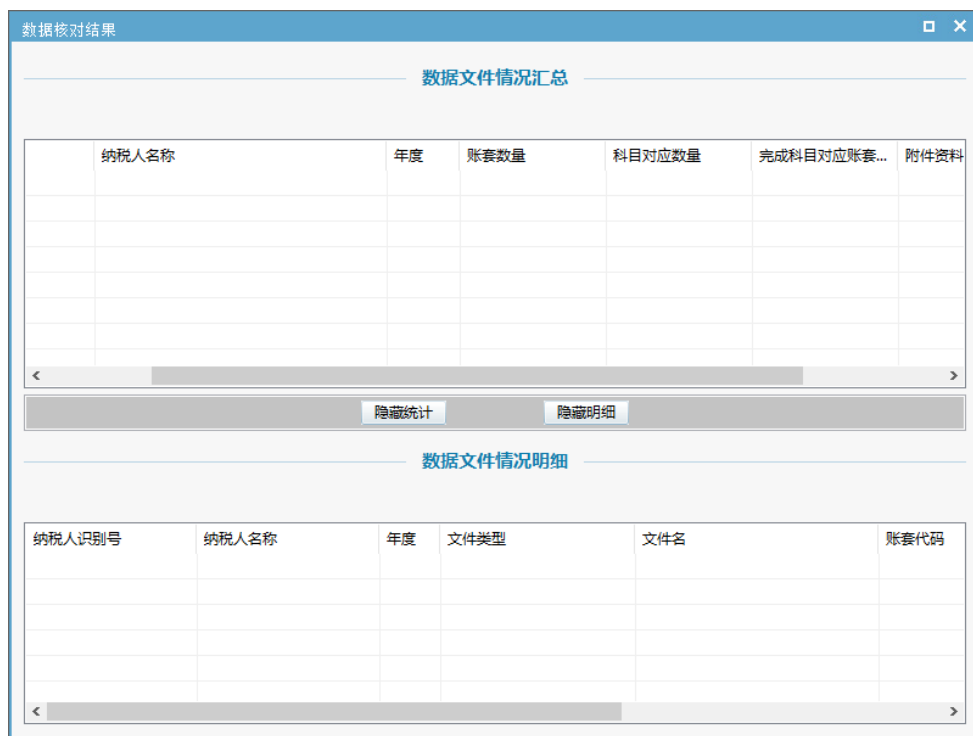 数据核对结果
数据文件情况汇总
纳税人名称 年度 账套数量 科目对应数量 完成科目对应账套... 附件资料
隐藏统计 隐藏明细
数据文件情况明细
纳税人识别号 纳税人名称 年度 文件类型 文件名 账套代码